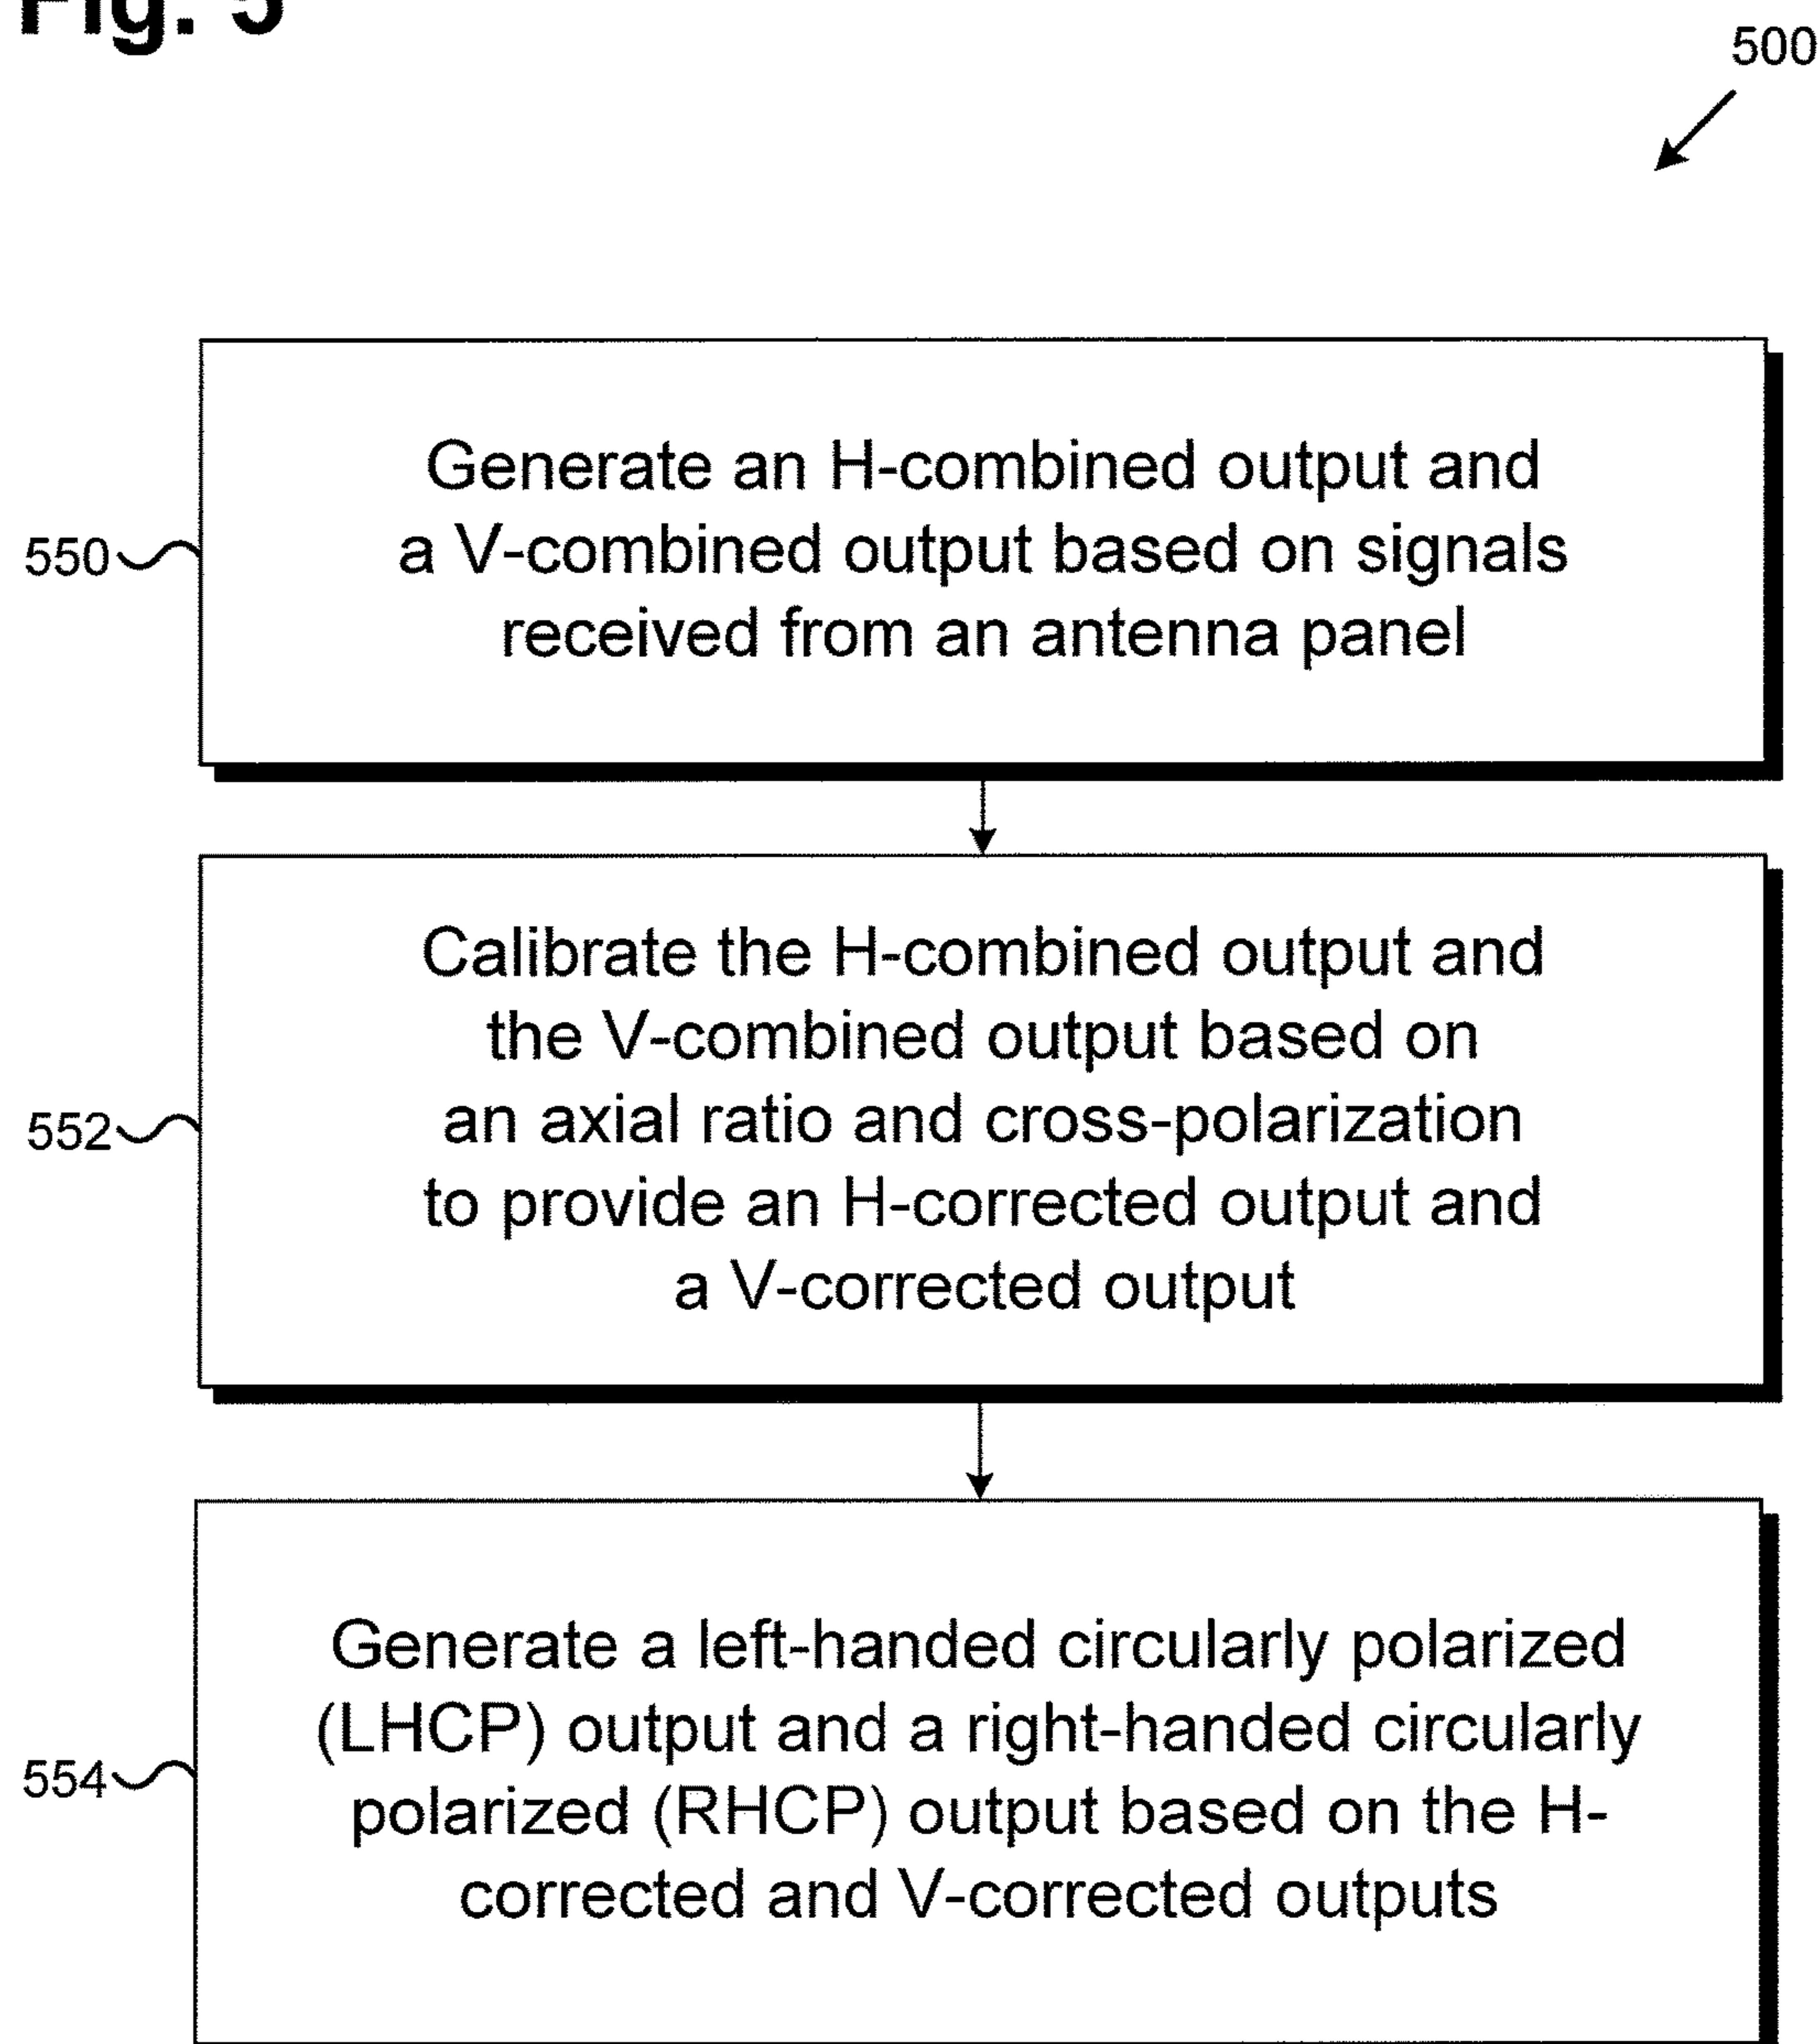 Fig. 5
500
Generate an H-combined output and
a V-combined output based on signals
received from an antenna panel
550
Calibrate the H-combined output and
the V-combined output based on
an axial ratio and cross-polarization
to provide an H-corrected output and
a V-corrected output
552
Generate a left-handed circularly polarized
(LHCP) output and a right-handed circularly
polarized (RHCP) output based on the H-
corrected and V-corrected outputs
554